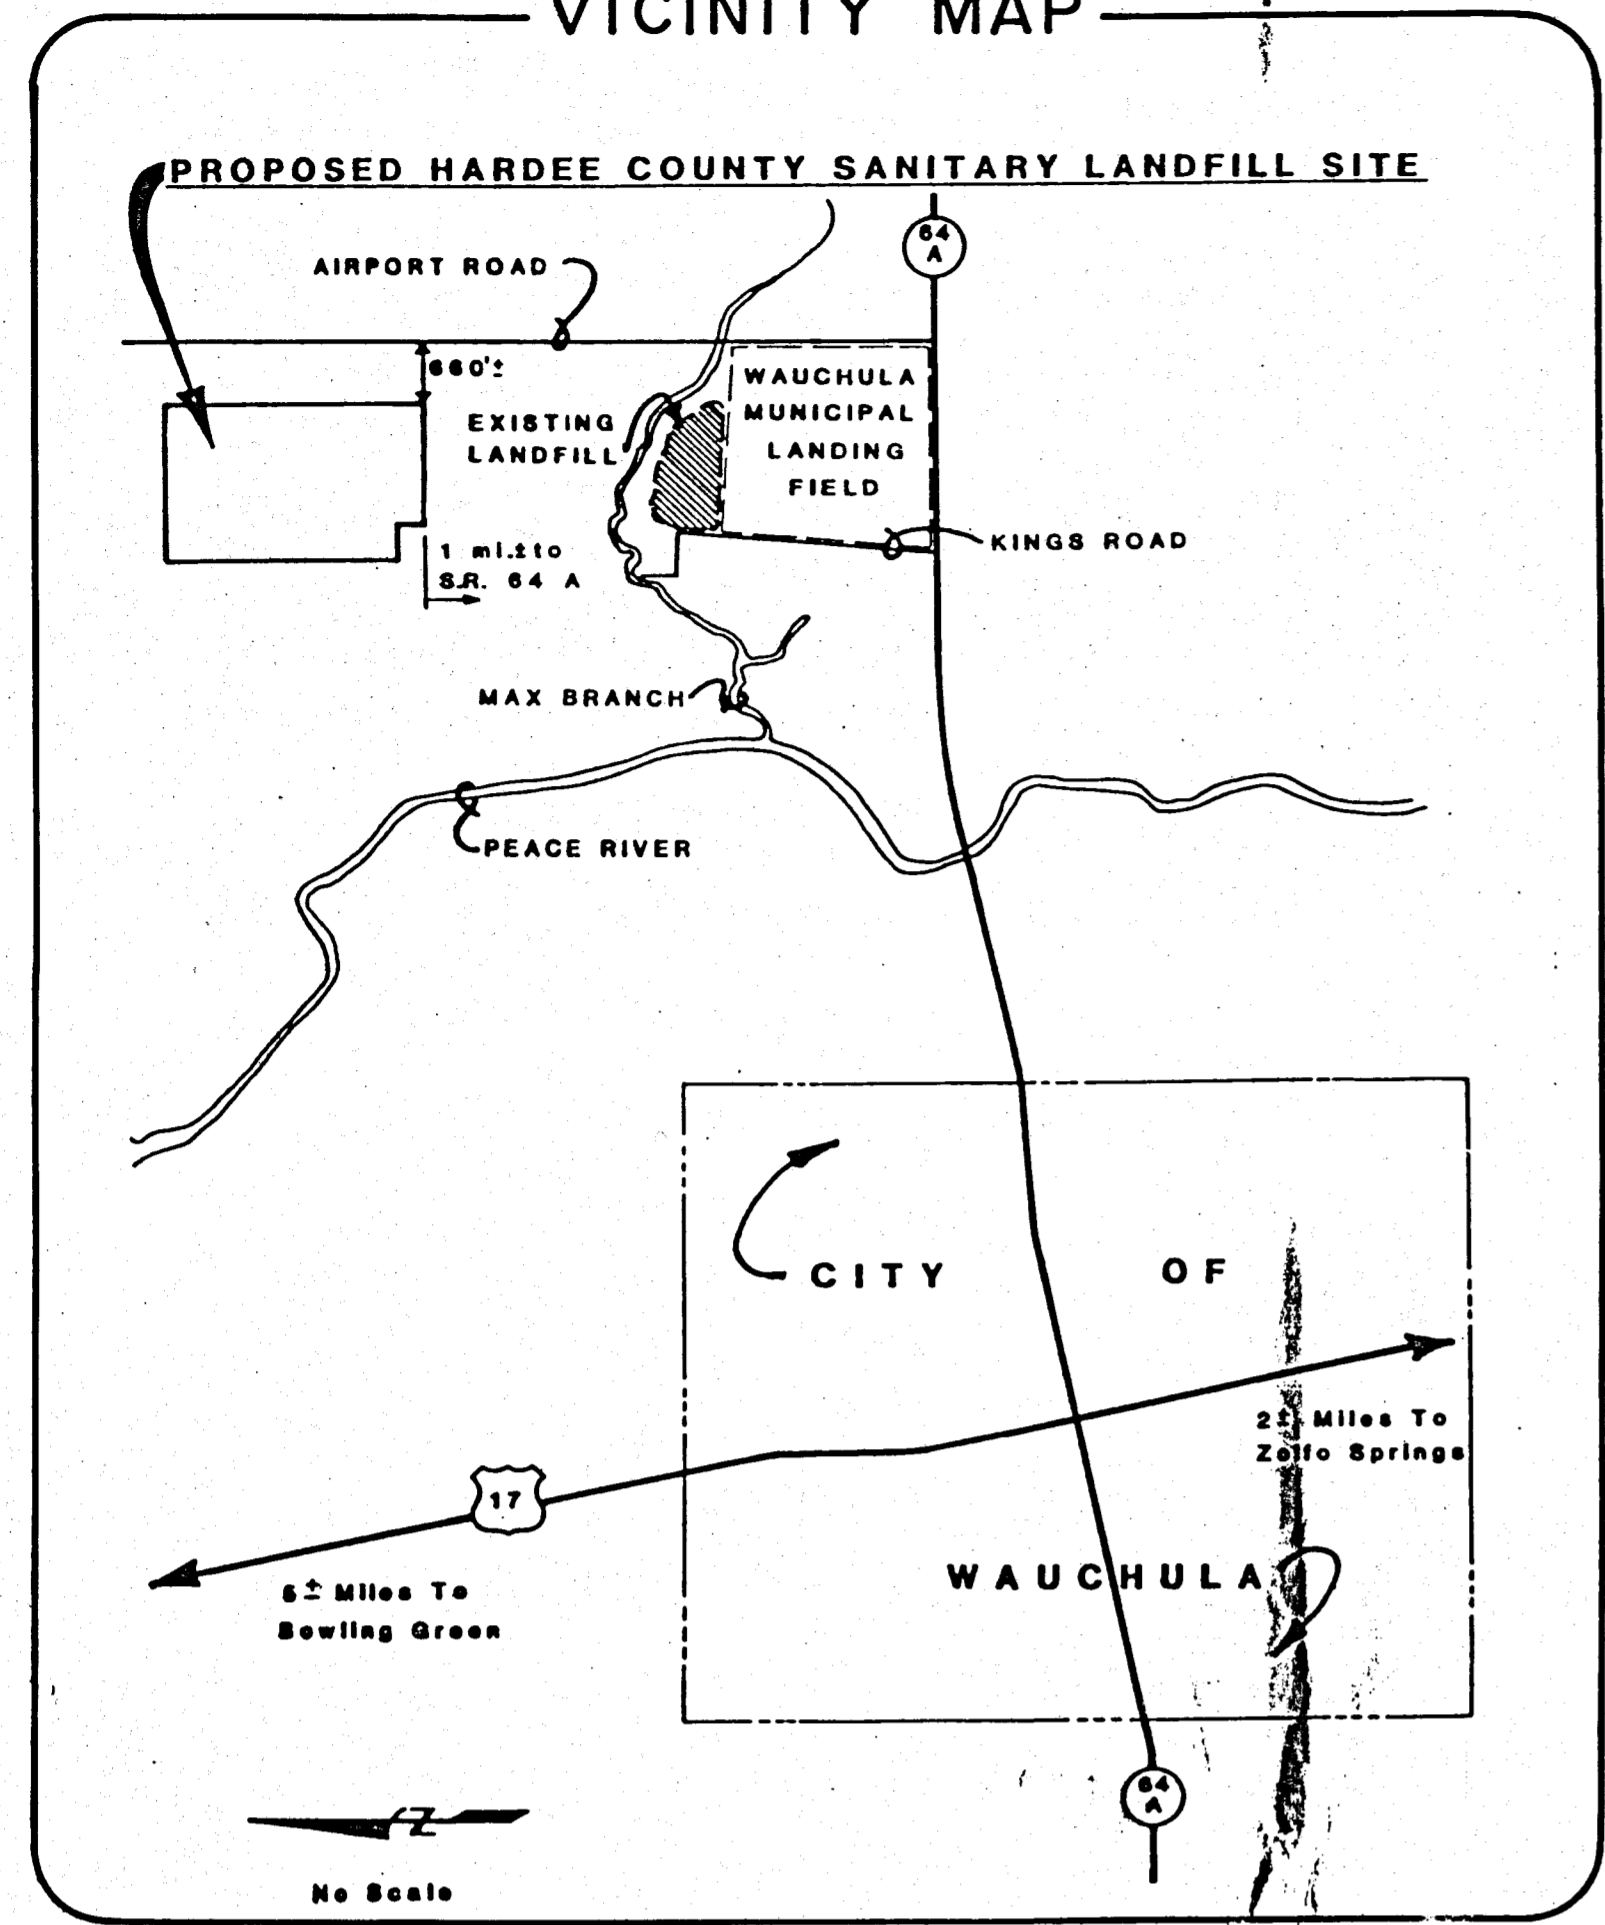 VICINITY MAP
PROPOSED HARDEE COUNTY SANITARY LANDFILL SITE
64
A
AIRPORT ROAD
660'±
WAUCHULA
MUNICIPAL
LANDING
FIELD
EXISTING
LANDFILL
KINGS ROAD
1 mi.± to
S.R. 64 A
MAX BRANCH
PEACE RIVER
CITY OF
2± Miles To
Zolfo Springs
17
WAUCHULA
± Miles To
Bowling Green
64
A
Z
No Scale